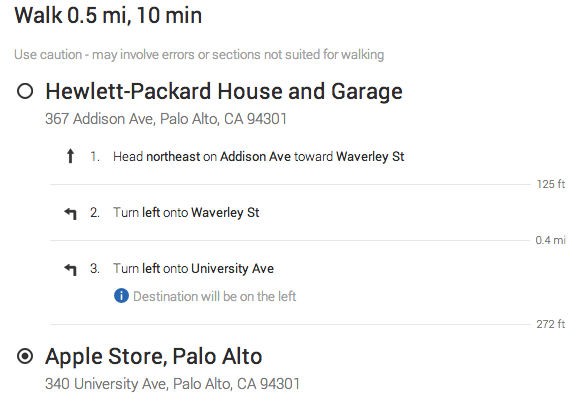 Walk 0.5 mi, 10 min
Use caution - may involve errors or sections not suited for walking
Hewlett-Packard House and Garage
367 Addison Ave, Palo Alto, CA 94301
1. Head northeast on Addison Ave toward Waverley St
125 ft
2. Turn left onto Waverley St
0.4 mi
3. Turn left onto University Ave
i Destination will be on the left
272 ft
Apple Store, Palo Alto
340 University Ave, Palo Alto, CA 94301